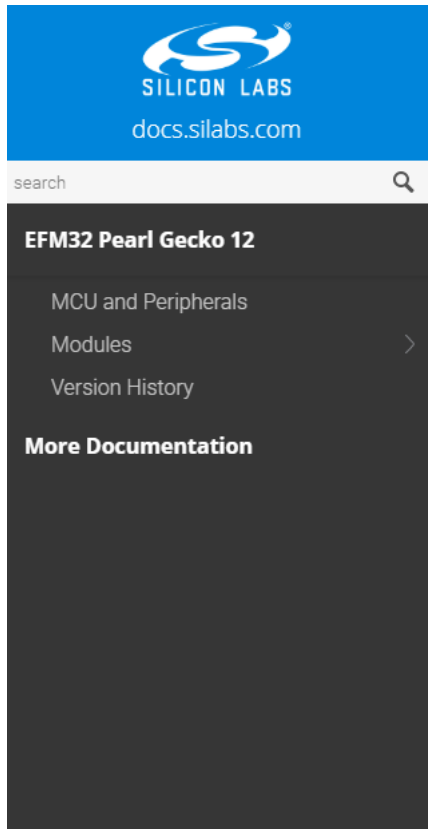 SILICON LABS
docs.silabs.com
search
EFM32 Pearl Gecko 12
MCU and Peripherals
Modules
Version History
More Documentation